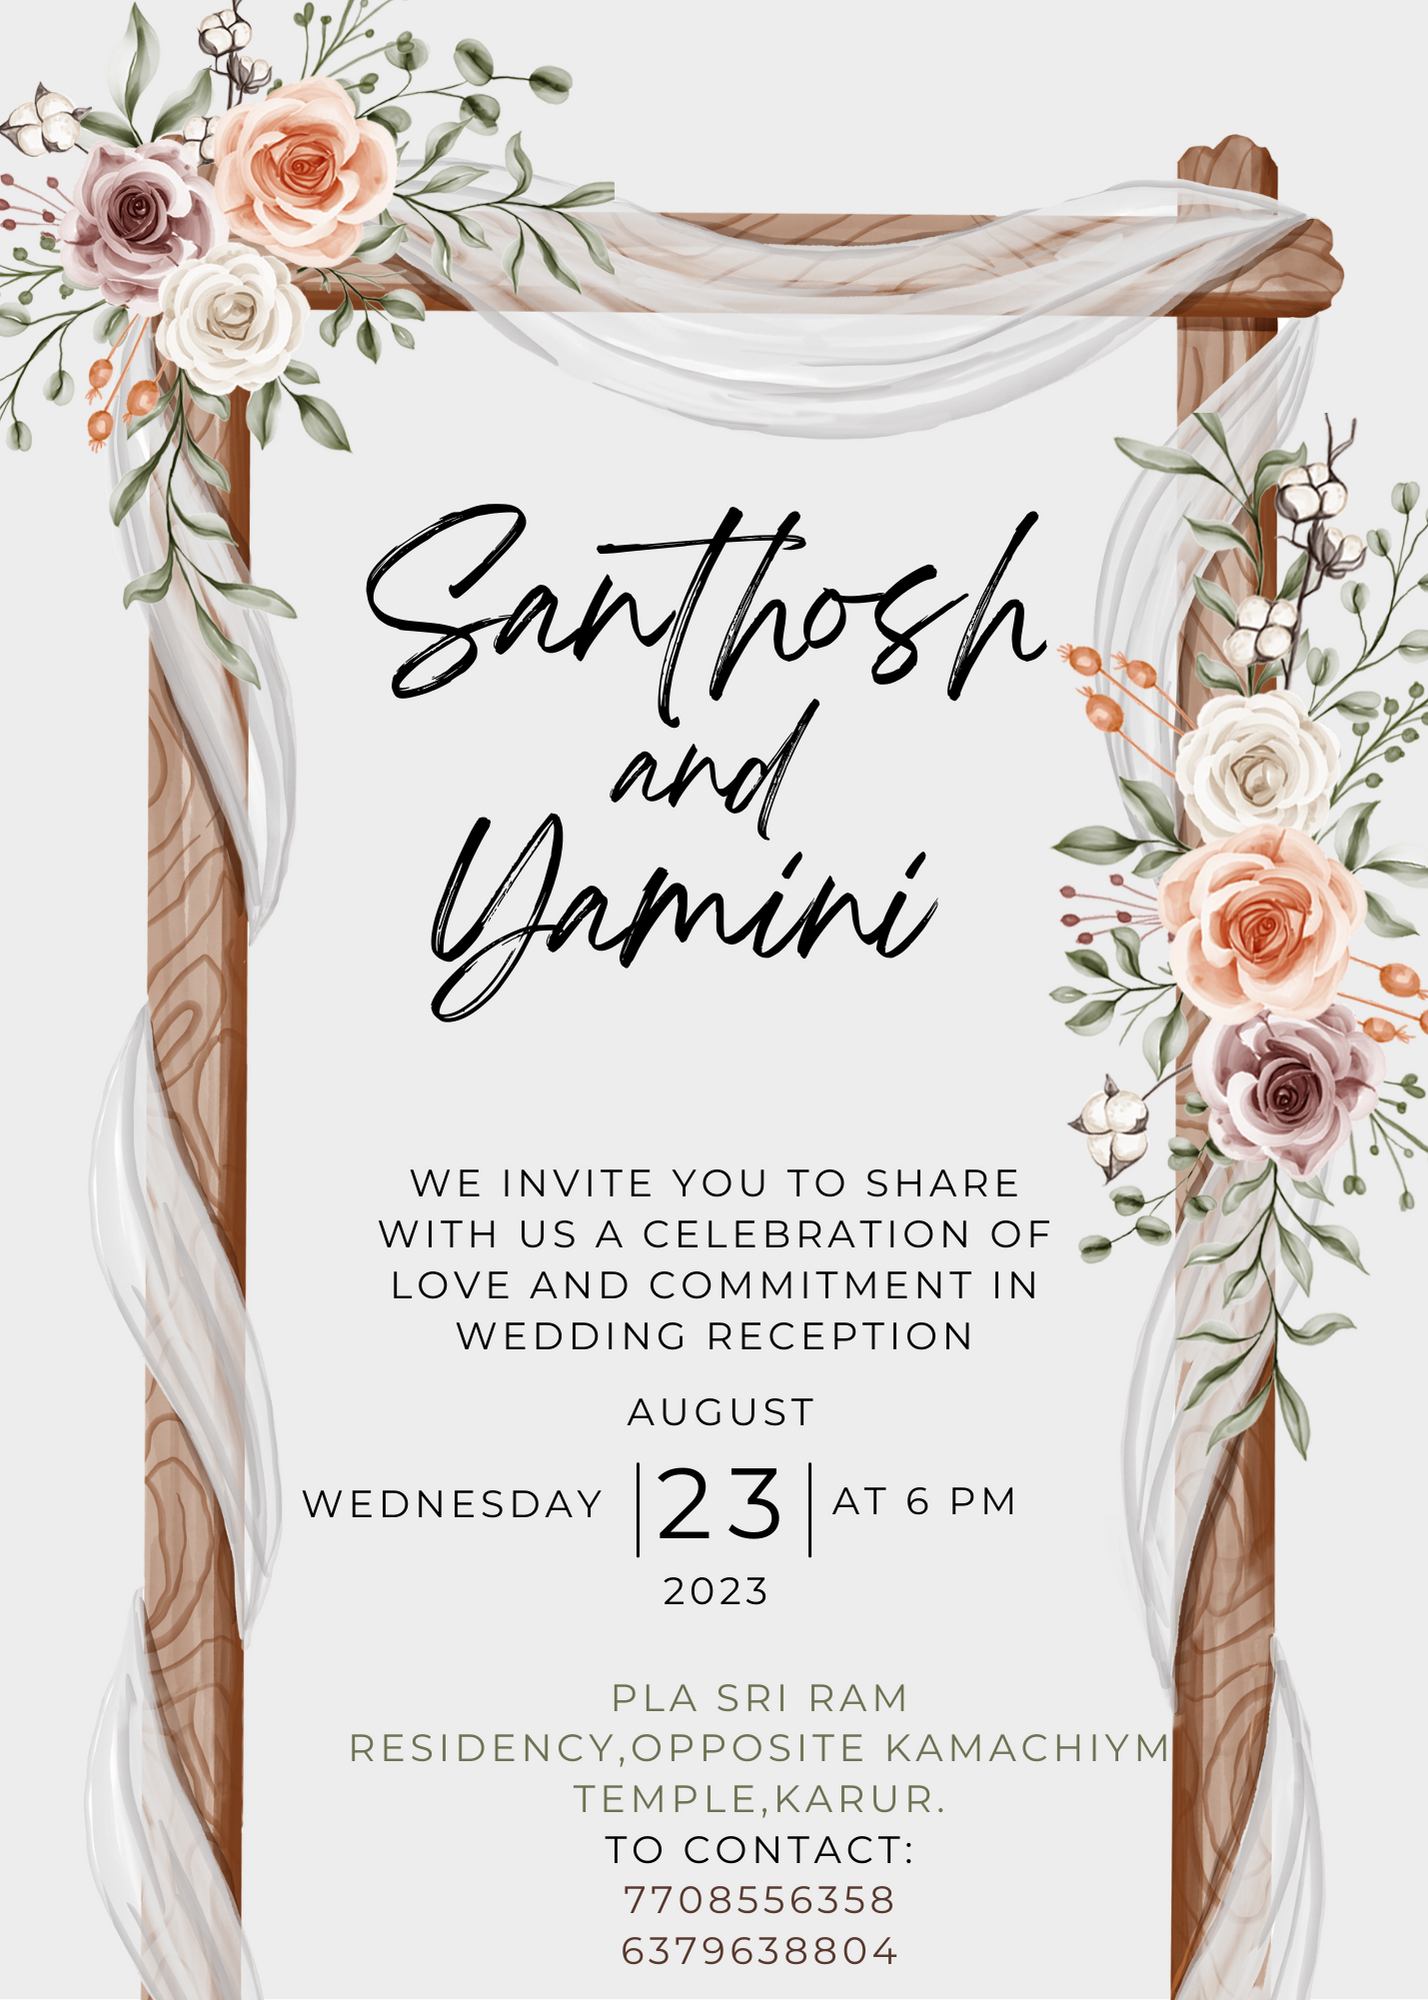 Santhosh
and
Yamini
WE INVITE YOU TO SHARE
WITH US A CELEBRATION OF
LOVE AND COMMITMENT IN
WEDDING RECEPTION
AUGUST
WEDNESDAY 23 AT 6 PM
2023
PLA SRI RAM
RESIDENCY,OPPOSITE KAMACHIYM
TEMPLE,KARUR.
TO CONTACT:
7708556358
6379638804